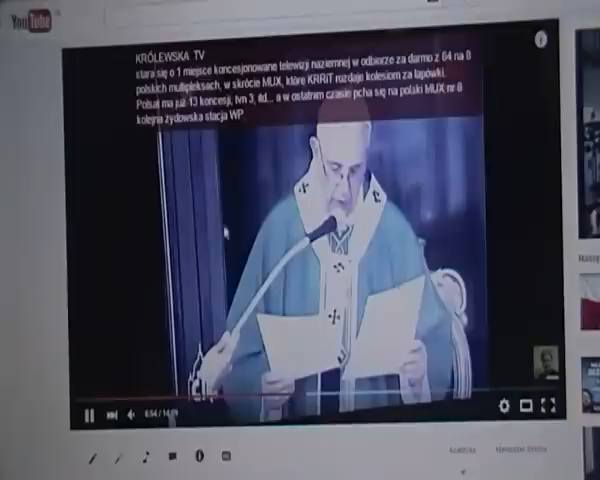 YouTube
KRÓLEWSKA TV
stara się o 1 miejsce koncesjonowane telewizji naziemnej w odbiorze za darmo z 64 na 8
polskich multipleksach, w skrócie MUX, które KRRiT rozdaje kolesiom za łapówki.
Polsat ma już 13 koncesji, tvn 3, itd... a w ostatnim czasie pcha się na polski MUX nr 8
kolejna żydowska stacja WP